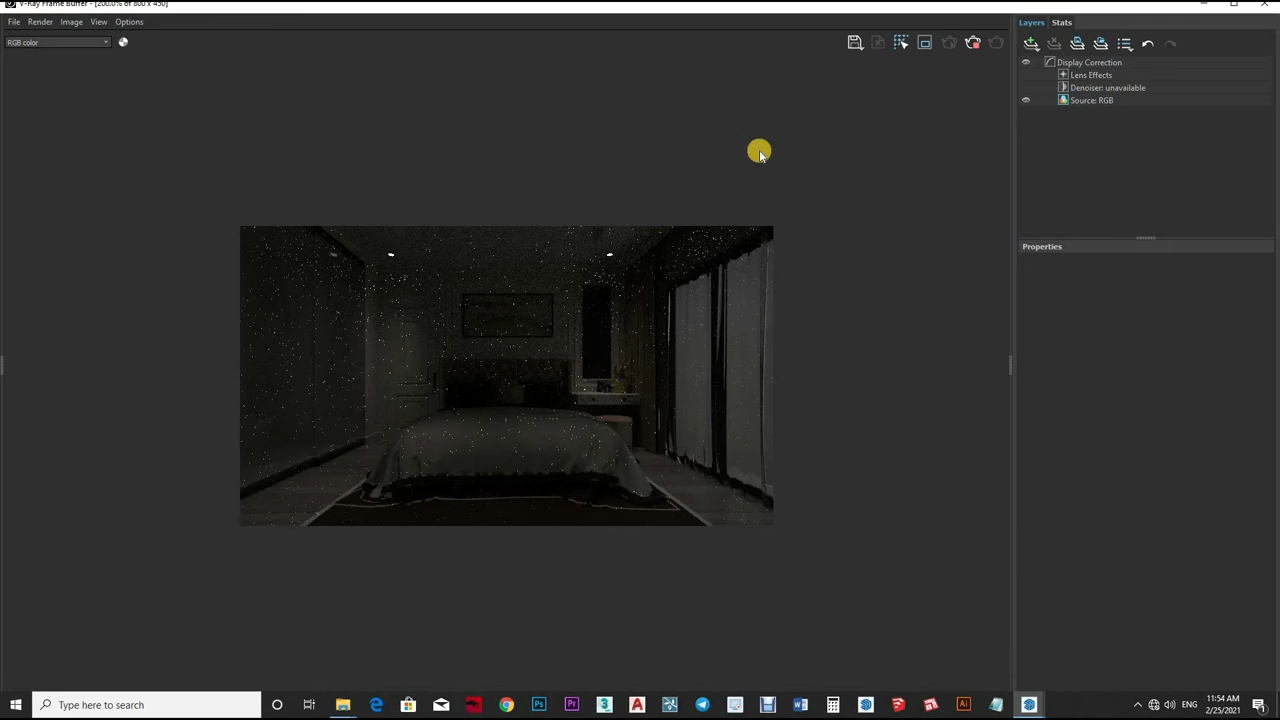 V-Ray Frame Buffer - [200.0% of 800 x 450]
File Render Image View Options
RGB color
Layers Stats
Display Correction
Lens Effects
Denoiser: unavailable
Source: RGB
Properties
Type here to search
ENG
11:54 AM
2/25/2021